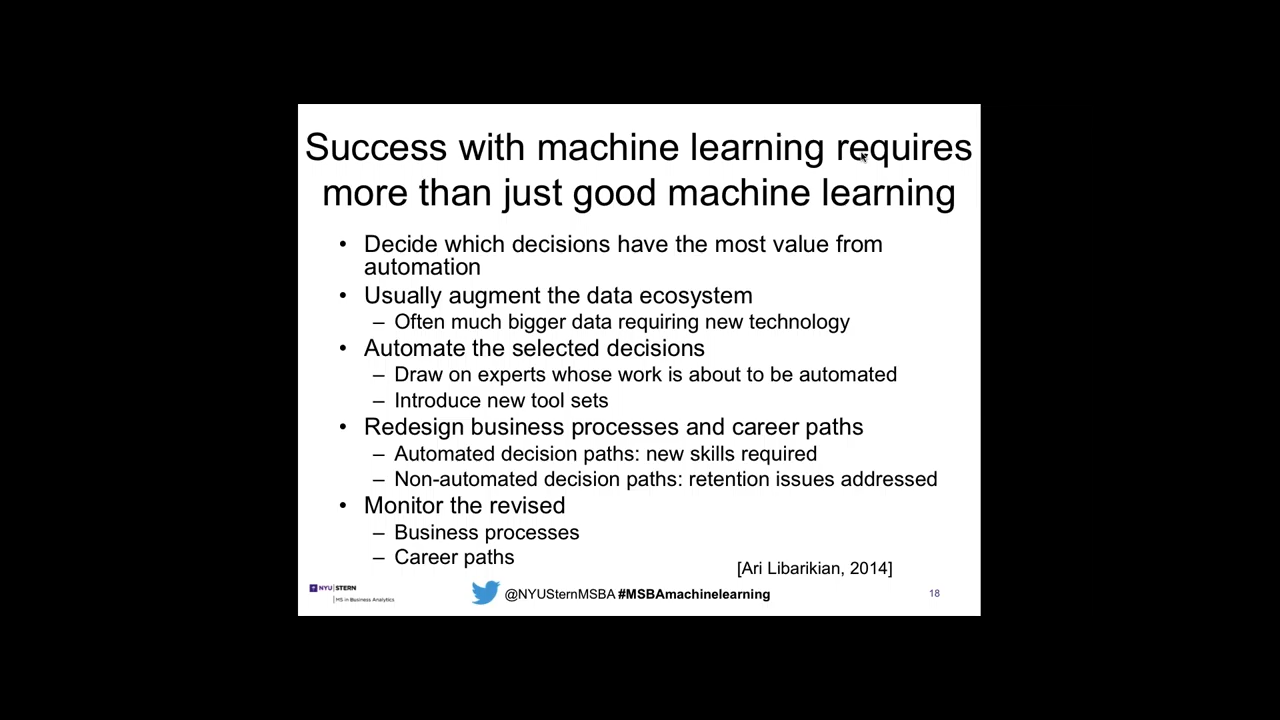 Success with machine learning requires
more than just good machine learning
• Decide which decisions have the most value from
automation
• Usually augment the data ecosystem
– Often much bigger data requiring new technology
• Automate the selected decisions
– Draw on experts whose work is about to be automated
– Introduce new tool sets
• Redesign business processes and career paths
– Automated decision paths: new skills required
– Non-automated decision paths: retention issues addressed
• Monitor the revised
– Business processes
– Career paths
[Ari Libarikian, 2014]
NYU STERN
MS in Business Analytics
@NYUSternMSBA #MSBAmachinelearning
18